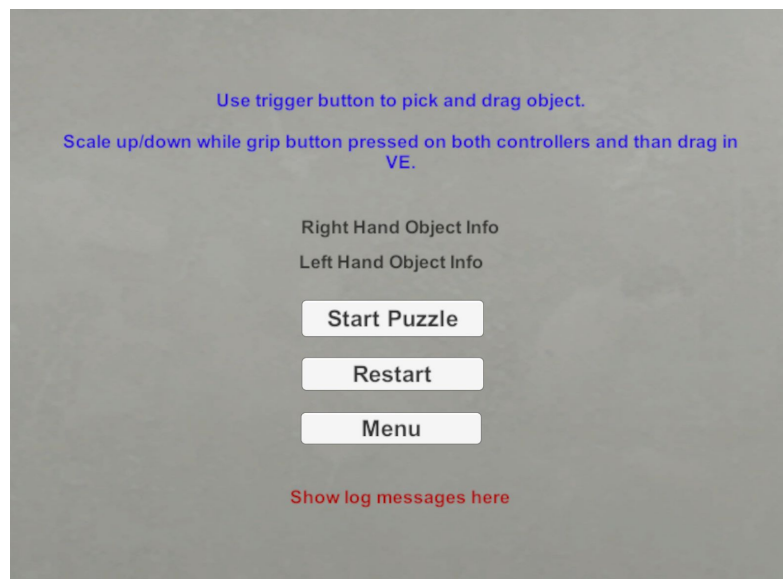 Use trigger button to pick and drag object.
Scale up/down while grip button pressed on both controllers and than drag in
VE.
Right Hand Object Info
Left Hand Object Info
Start Puzzle
Restart
Menu
Show log messages here